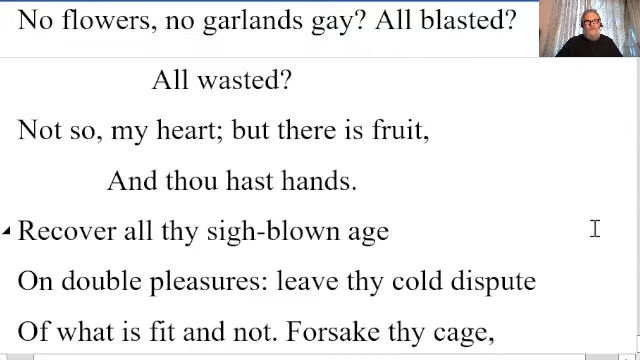 No flowers, no garlands gay? All blasted?
All wasted?
Not so, my heart; but there is fruit,
And thou hast hands.
Recover all thy sigh-blown age
On double pleasures: leave thy cold dispute
Of what is fit and not. Forsake thy cage,